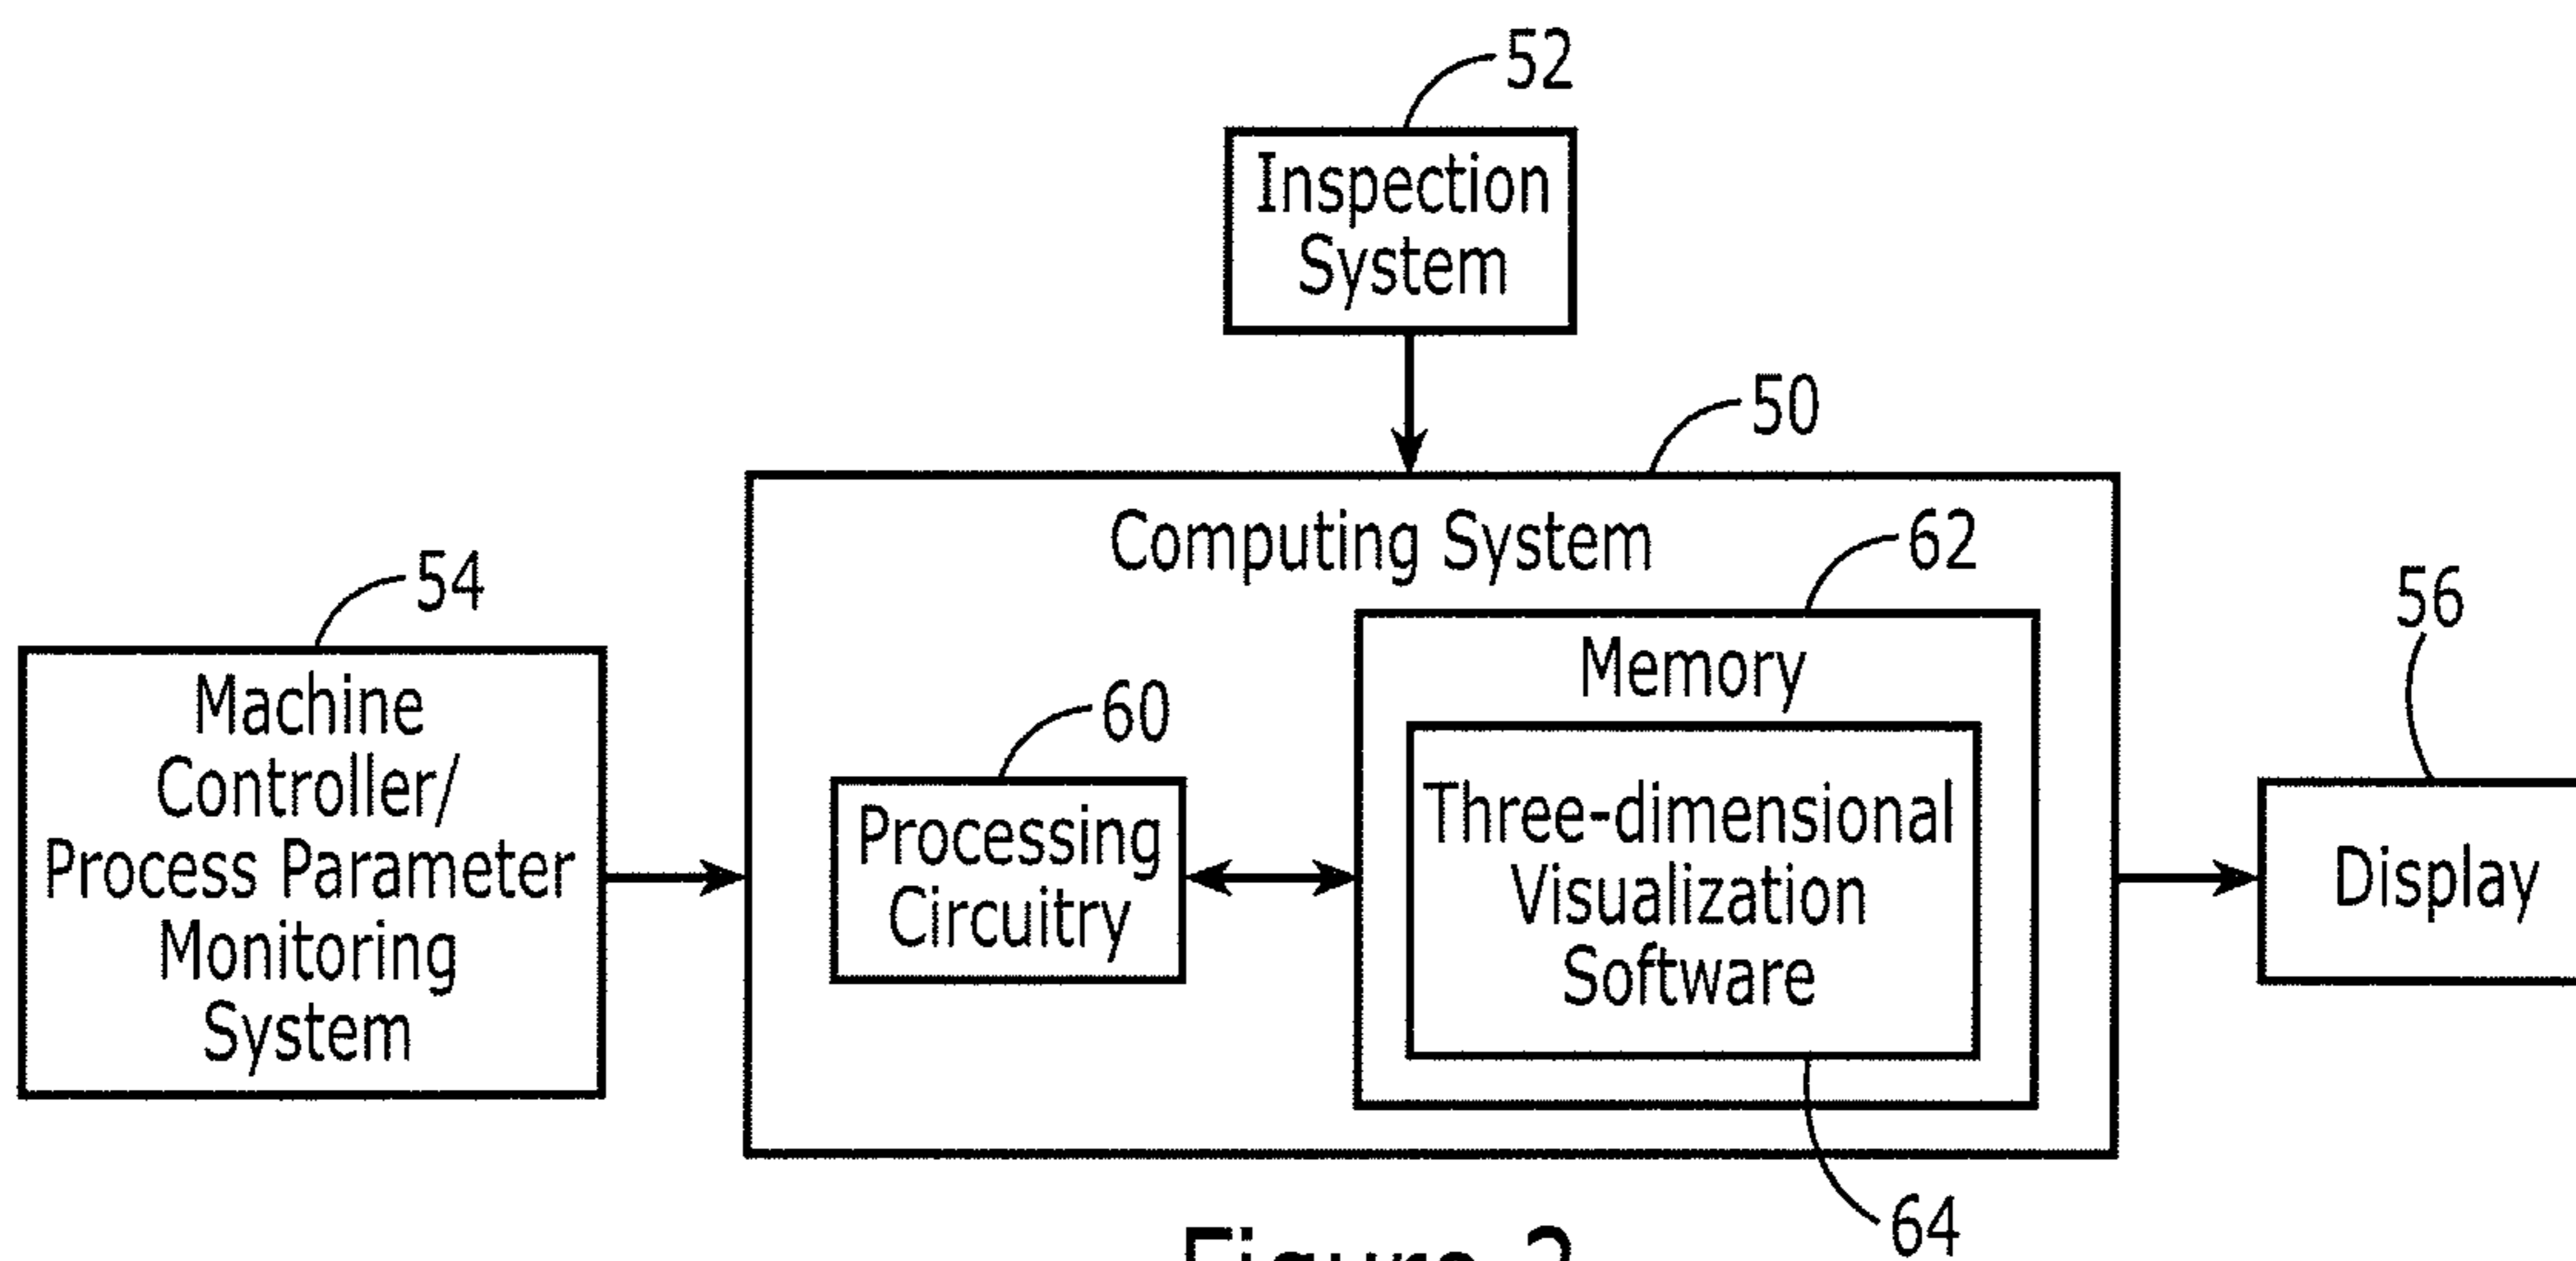 52
Inspection
System
50
Computing System
62
54
56
Machine
Controller/
Process Parameter
Monitoring
System
60
Processing
Circuitry
Memory
Three-dimensional
Visualization
Software
Display
64
Figure